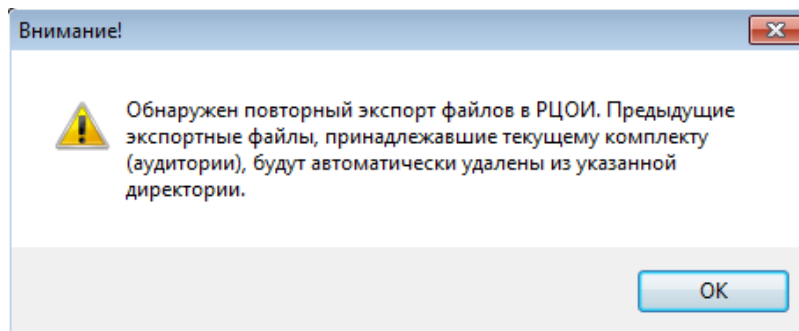 Внимание!
Обнаружен повторный экспорт файлов в РЦОИ. Предыдущие
экспортные файлы, принадлежавшие текущему комплекту
(аудитории), будут автоматически удалены из указанной
директории.
ОК